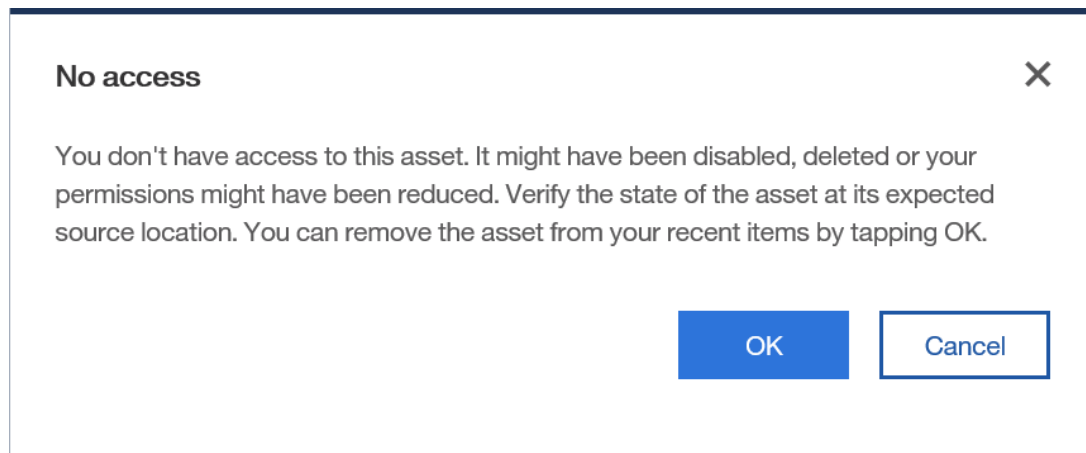 No access
You don't have access to this asset. It might have been disabled, deleted or your
permissions might have been reduced. Verify the state of the asset at its expected
source location. You can remove the asset from your recent items by tapping OK.
OK Cancel